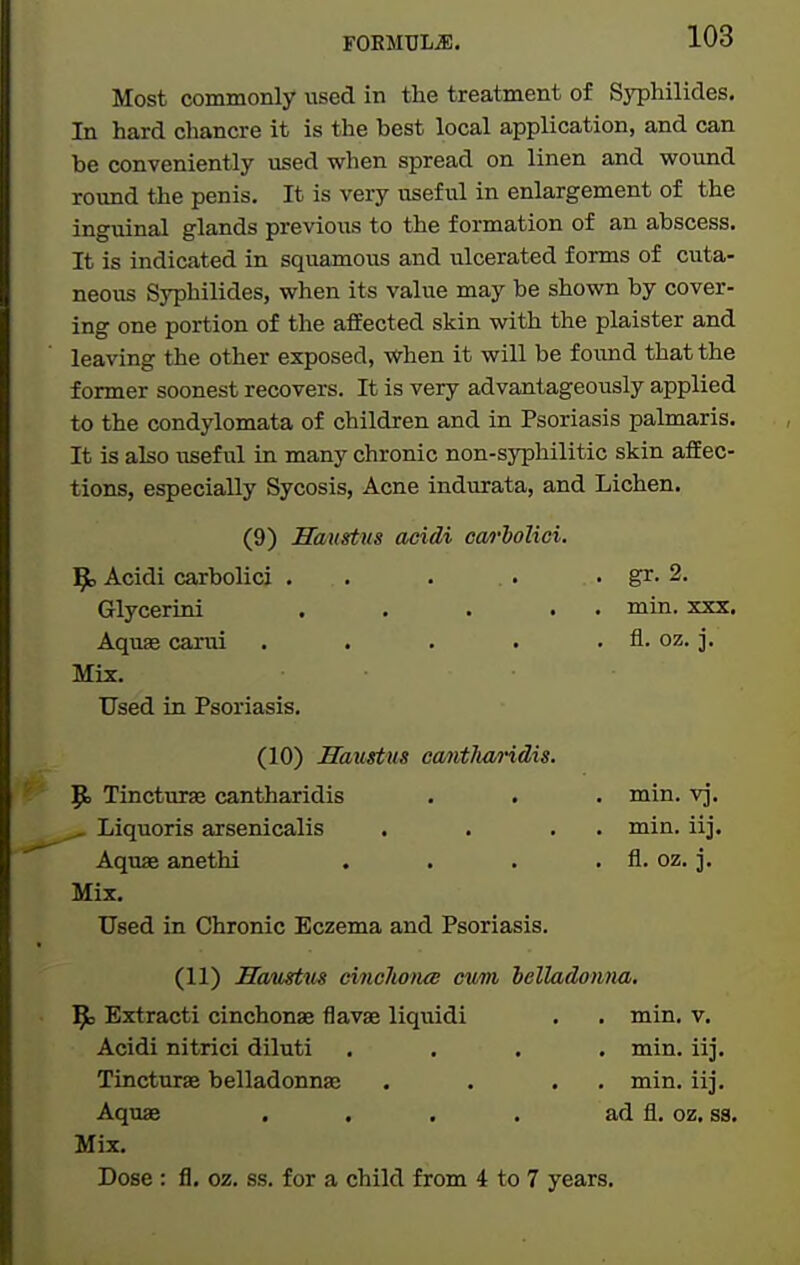 FORMULÆ. 103
Most commonly used in the treatment of Syphilides.
In hard chancre it is the best local application, and can
be conveniently used when spread on linen and wound
round the penis. It is very useful in enlargement of the
inguinal glands previous to the formation of an abscess.
It is indicated in squamous and ulcerated forms of cuta-
neous Syphilides, when its value may be shown by cover-
ing one portion of the affected skin with the plaister and
leaving the other exposed, when it will be found that the
former soonest recovers. It is very advantageously applied
to the condylomata of children and in Psoriasis palmaris.
It is also useful in many chronic non-syphilitic skin affec-
tions, especially Sycosis, Acne indurata, and Lichen.
(9) Haustus acidi carbolici.
℞ Acidi carbolici . . . . . gr. 2.
Glycerini . . . . . min. xxx.
Aquæ carui . . . . . fl. oz. j.
Mix.
Used in Psoriasis.
(10) Haustus cantharidis.
℞ Tincturæ cantharidis . . . min. vj.
Liquoris arsenicalis . . . . min. iij.
Aquæ anethi . . . . fl. oz. j.
Mix.
Used in Chronic Eczema and Psoriasis.
(11) Haustus cinchonæ cum belladonna.
℞ Extracti cinchonæ flavæ liquidi . . min. v.
Acidi nitrici diluti . . . . min. iij.
Tincturæ belladonnæ . . . . min. iij.
Aquæ . . . . ad fl. oz. ss.
Mix.
Dose : fl. oz. ss. for a child from 4 to 7 years.